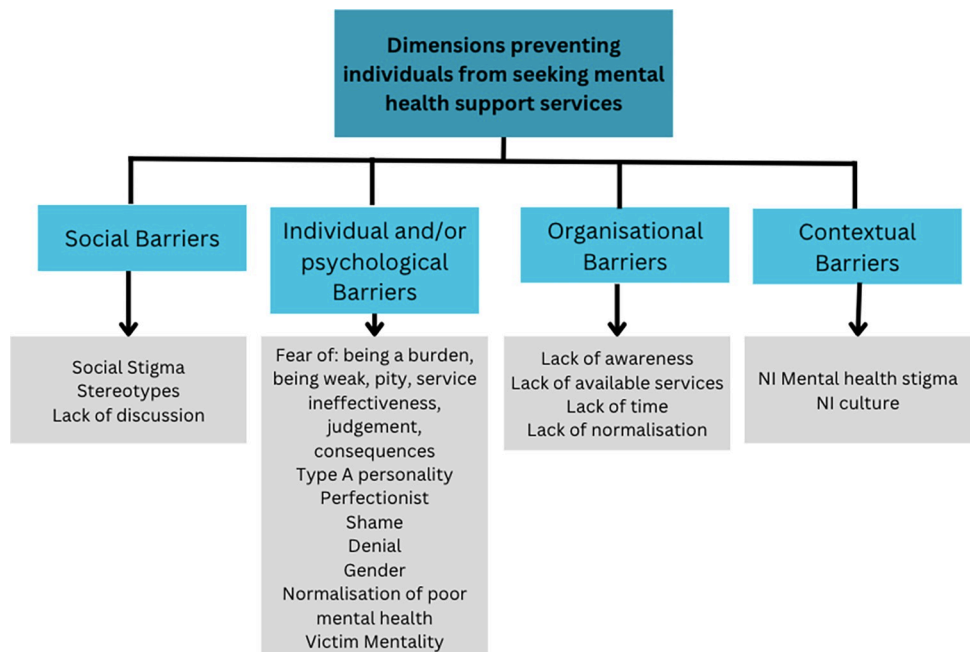 Dimensions preventing
individuals from seeking mental
health support services
Social Barriers
Individual and/or
psychological
Barriers
Organisational
Barriers
Contextual
Barriers
Social Stigma
Stereotypes
Lack of discussion
Fear of: being a burden,
being weak, pity, service
ineffectiveness,
judgement,
consequences
Type A personality
Perfectionist
Shame
Denial
Gender
Normalisation of poor
mental health
Victim Mentality
Lack of awareness
Lack of available services
Lack of time
Lack of normalisation
NI Mental health stigma
NI culture